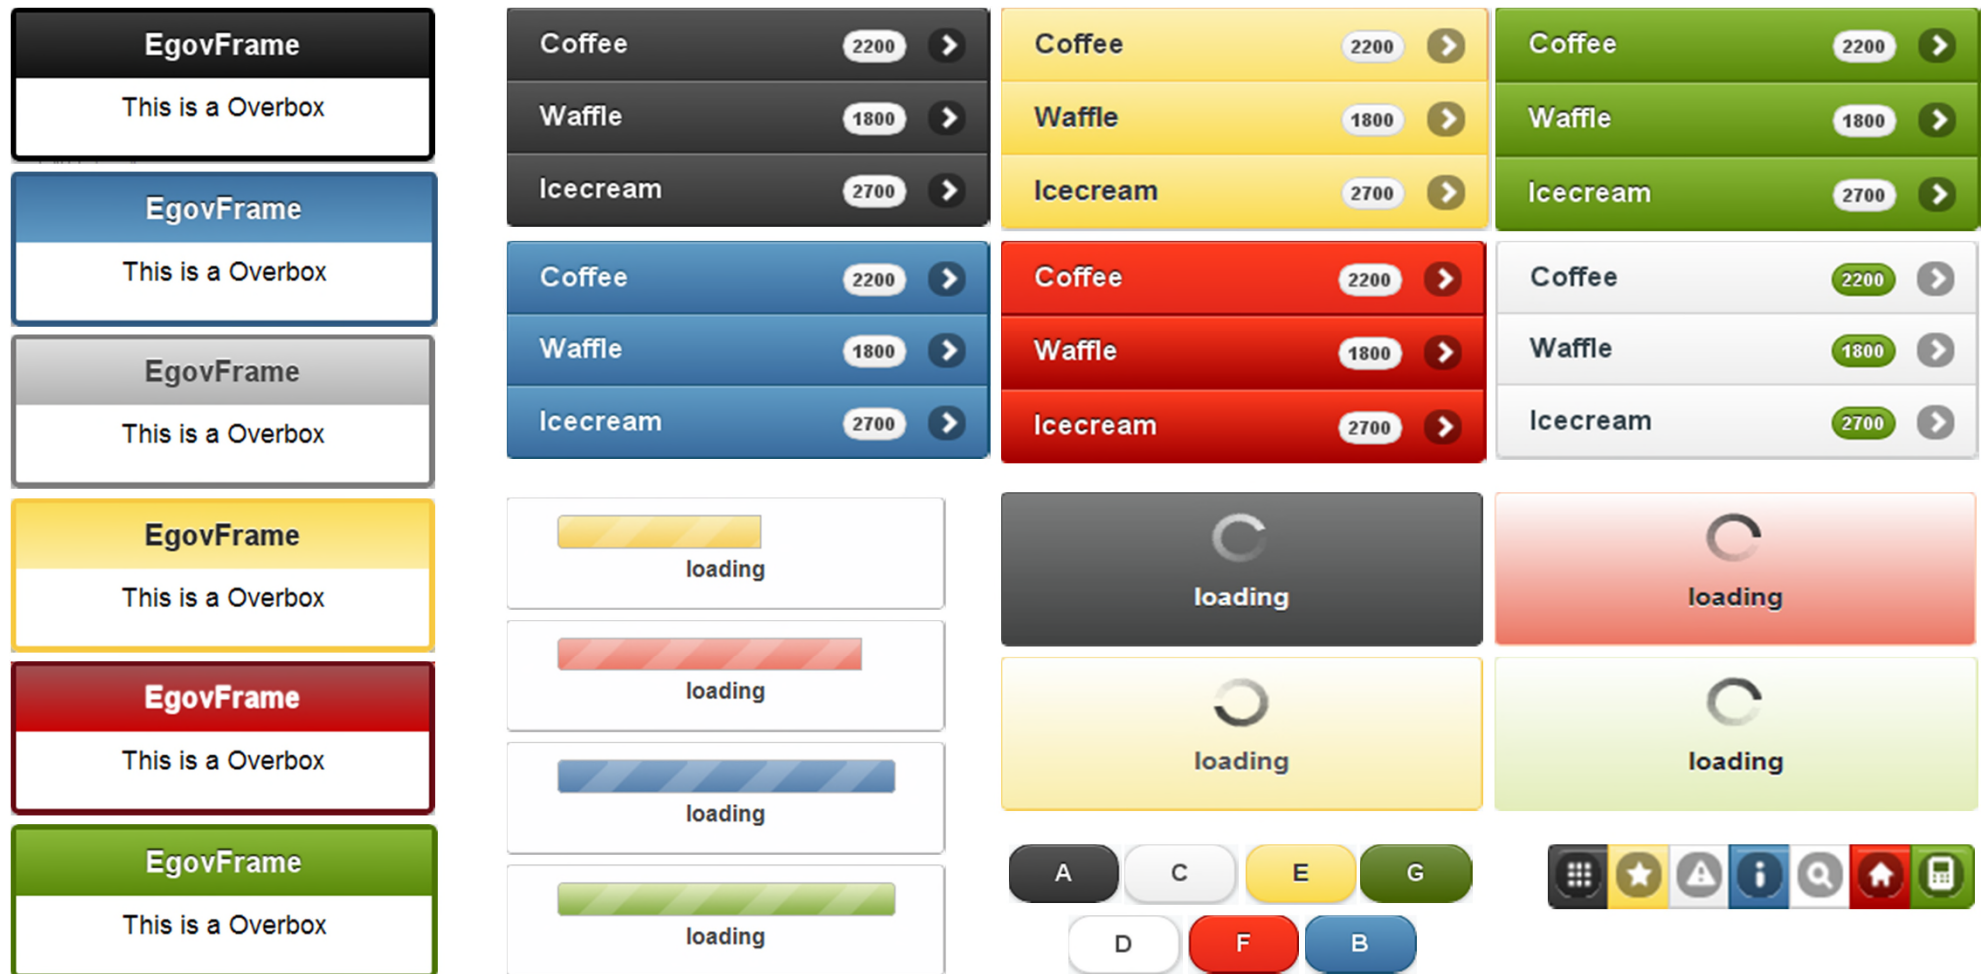 EgovFrame
This is a Overbox
EgovFrame
This is a Overbox
EgovFrame
This is a Overbox
EgovFrame
This is a Overbox
EgovFrame
This is a Overbox
EgovFrame
This is a Overbox
Coffee 2200
Waffle 1800
Icecream 2700
Coffee 2200
Waffle 1800
Icecream 2700
Coffee 2200
Waffle 1800
Icecream 2700
Coffee 2200
Waffle 1800
Icecream 2700
Coffee 2200
Waffle 1800
Icecream 2700
Coffee 2200
Waffle 1800
Icecream 2700
loading
loading
loading
loading
loading
loading
loading
loading
A C E G
D F B